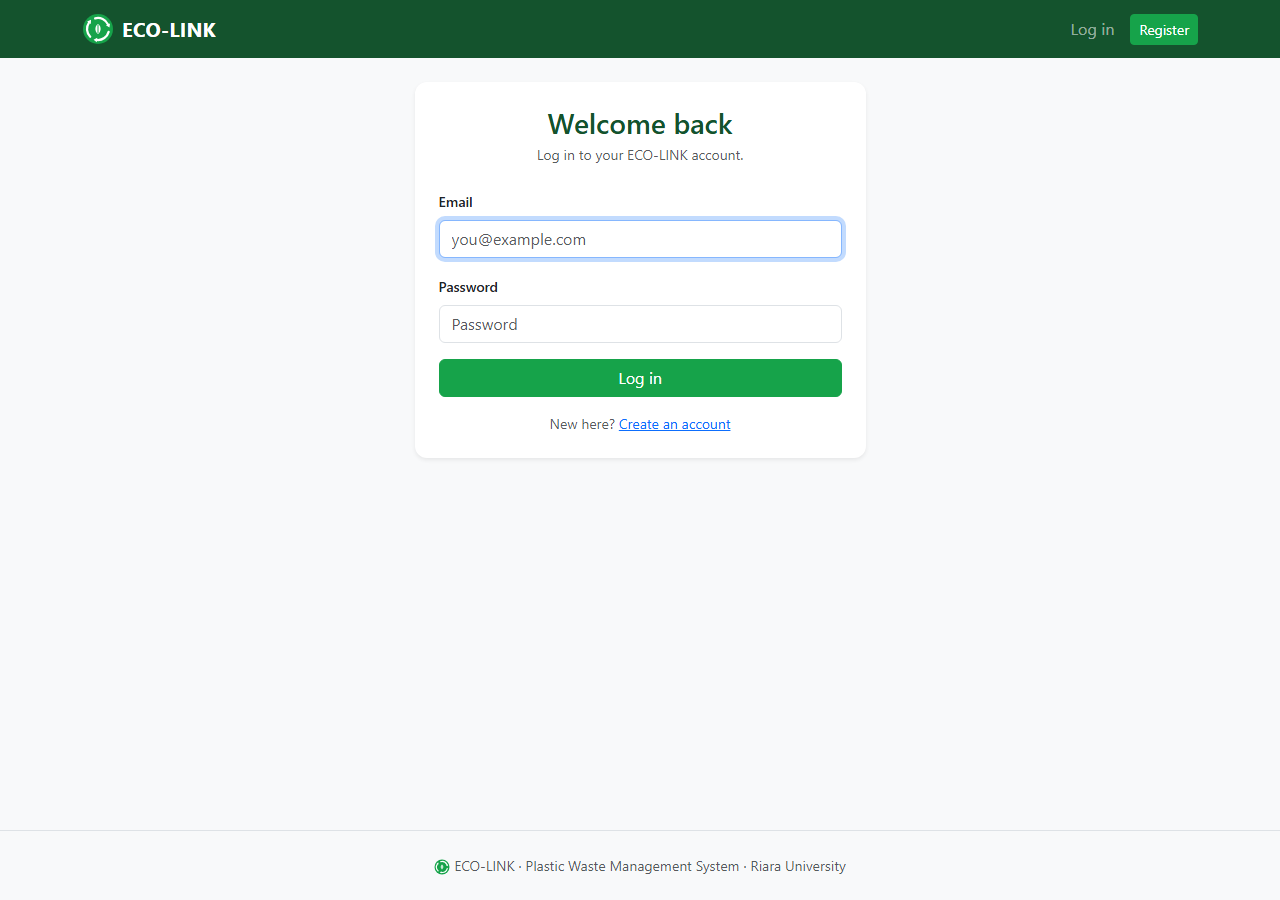 ECO-LINK
Log in
Register
Welcome back
Log in to your ECO-LINK account.
Email
you@example.com
Password
Password
Log in
New here? Create an account
ECO-LINK · Plastic Waste Management System · Riara University